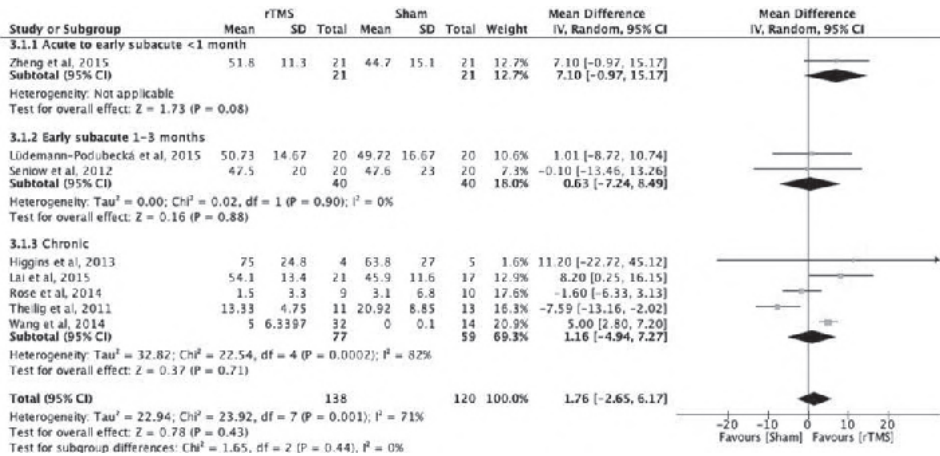 rTMS Sham Mean Difference Mean Difference
Study or Subgroup Mean SD Total Mean SD Total Weight IV, Random, 95% CI IV, Random, 95% CI
3.1.1 Acute to early subacute <1 month
Zheng et al, 2015 51.8 11.3 21 44.7 15.1 21 12.7% 7.10 [-0.97, 15.17]
Subtotal (95% CI) 21 21 12.7% 7.10 [-0.97, 15.17]
Heterogeneity: Not applicable
Test for overall effect: Z = 1.73 (P = 0.08)
3.1.2 Early subacute 1-3 months
Lüdemann-Podubecká et al, 2015 50.73 14.67 20 49.72 16.67 20 10.6% 1.01 [-8.72, 10.74]
Seniow et al, 2012 47.5 20 20 47.6 23 20 7.3% -0.10 [-13.46, 13.26]
Subtotal (95% CI) 40 40 18.0% 0.63 [-7.24, 8.49]
Heterogeneity: Tau² = 0.00; Chi² = 0.02, df = 1 (P = 0.90); I² = 0%
Test for overall effect: Z = 0.16 (P = 0.88)
3.1.3 Chronic
Higgins et al, 2013 75 24.8 4 63.8 27 5 1.6% 11.20 [-22.72, 45.12]
Lai et al, 2015 54.1 13.4 21 45.9 11.6 17 12.9% 8.20 [0.25, 16.15]
Rose et al, 2014 1.5 3.3 9 3.1 6.8 10 17.6% -1.60 [-6.33, 3.13]
Theilig et al, 2011 13.33 4.75 11 20.92 8.85 13 16.3% -7.59 [-13.16, -2.02]
Wang et al, 2014 5 6.3397 32 0 0.1 14 20.9% 5.00 [2.80, 7.20]
Subtotal (95% CI) 77 59 69.3% 1.16 [-4.94, 7.27]
Heterogeneity: Tau² = 32.82; Chi² = 22.54, df = 4 (P = 0.0002); I² = 82%
Test for overall effect: Z = 0.37 (P = 0.71)
Total (95% CI) 138 120 100.0% 1.76 [-2.65, 6.17]
Heterogeneity: Tau² = 22.94; Chi² = 23.92, df = 7 (P = 0.001); I² = 71%
Test for overall effect: Z = 0.78 (P = 0.43)
Test for subgroup differences: Chi² = 1.65, df = 2 (P = 0.44), I² = 0%
-20 -10 0 10 20
Favours [Sham] Favours [rTMS]